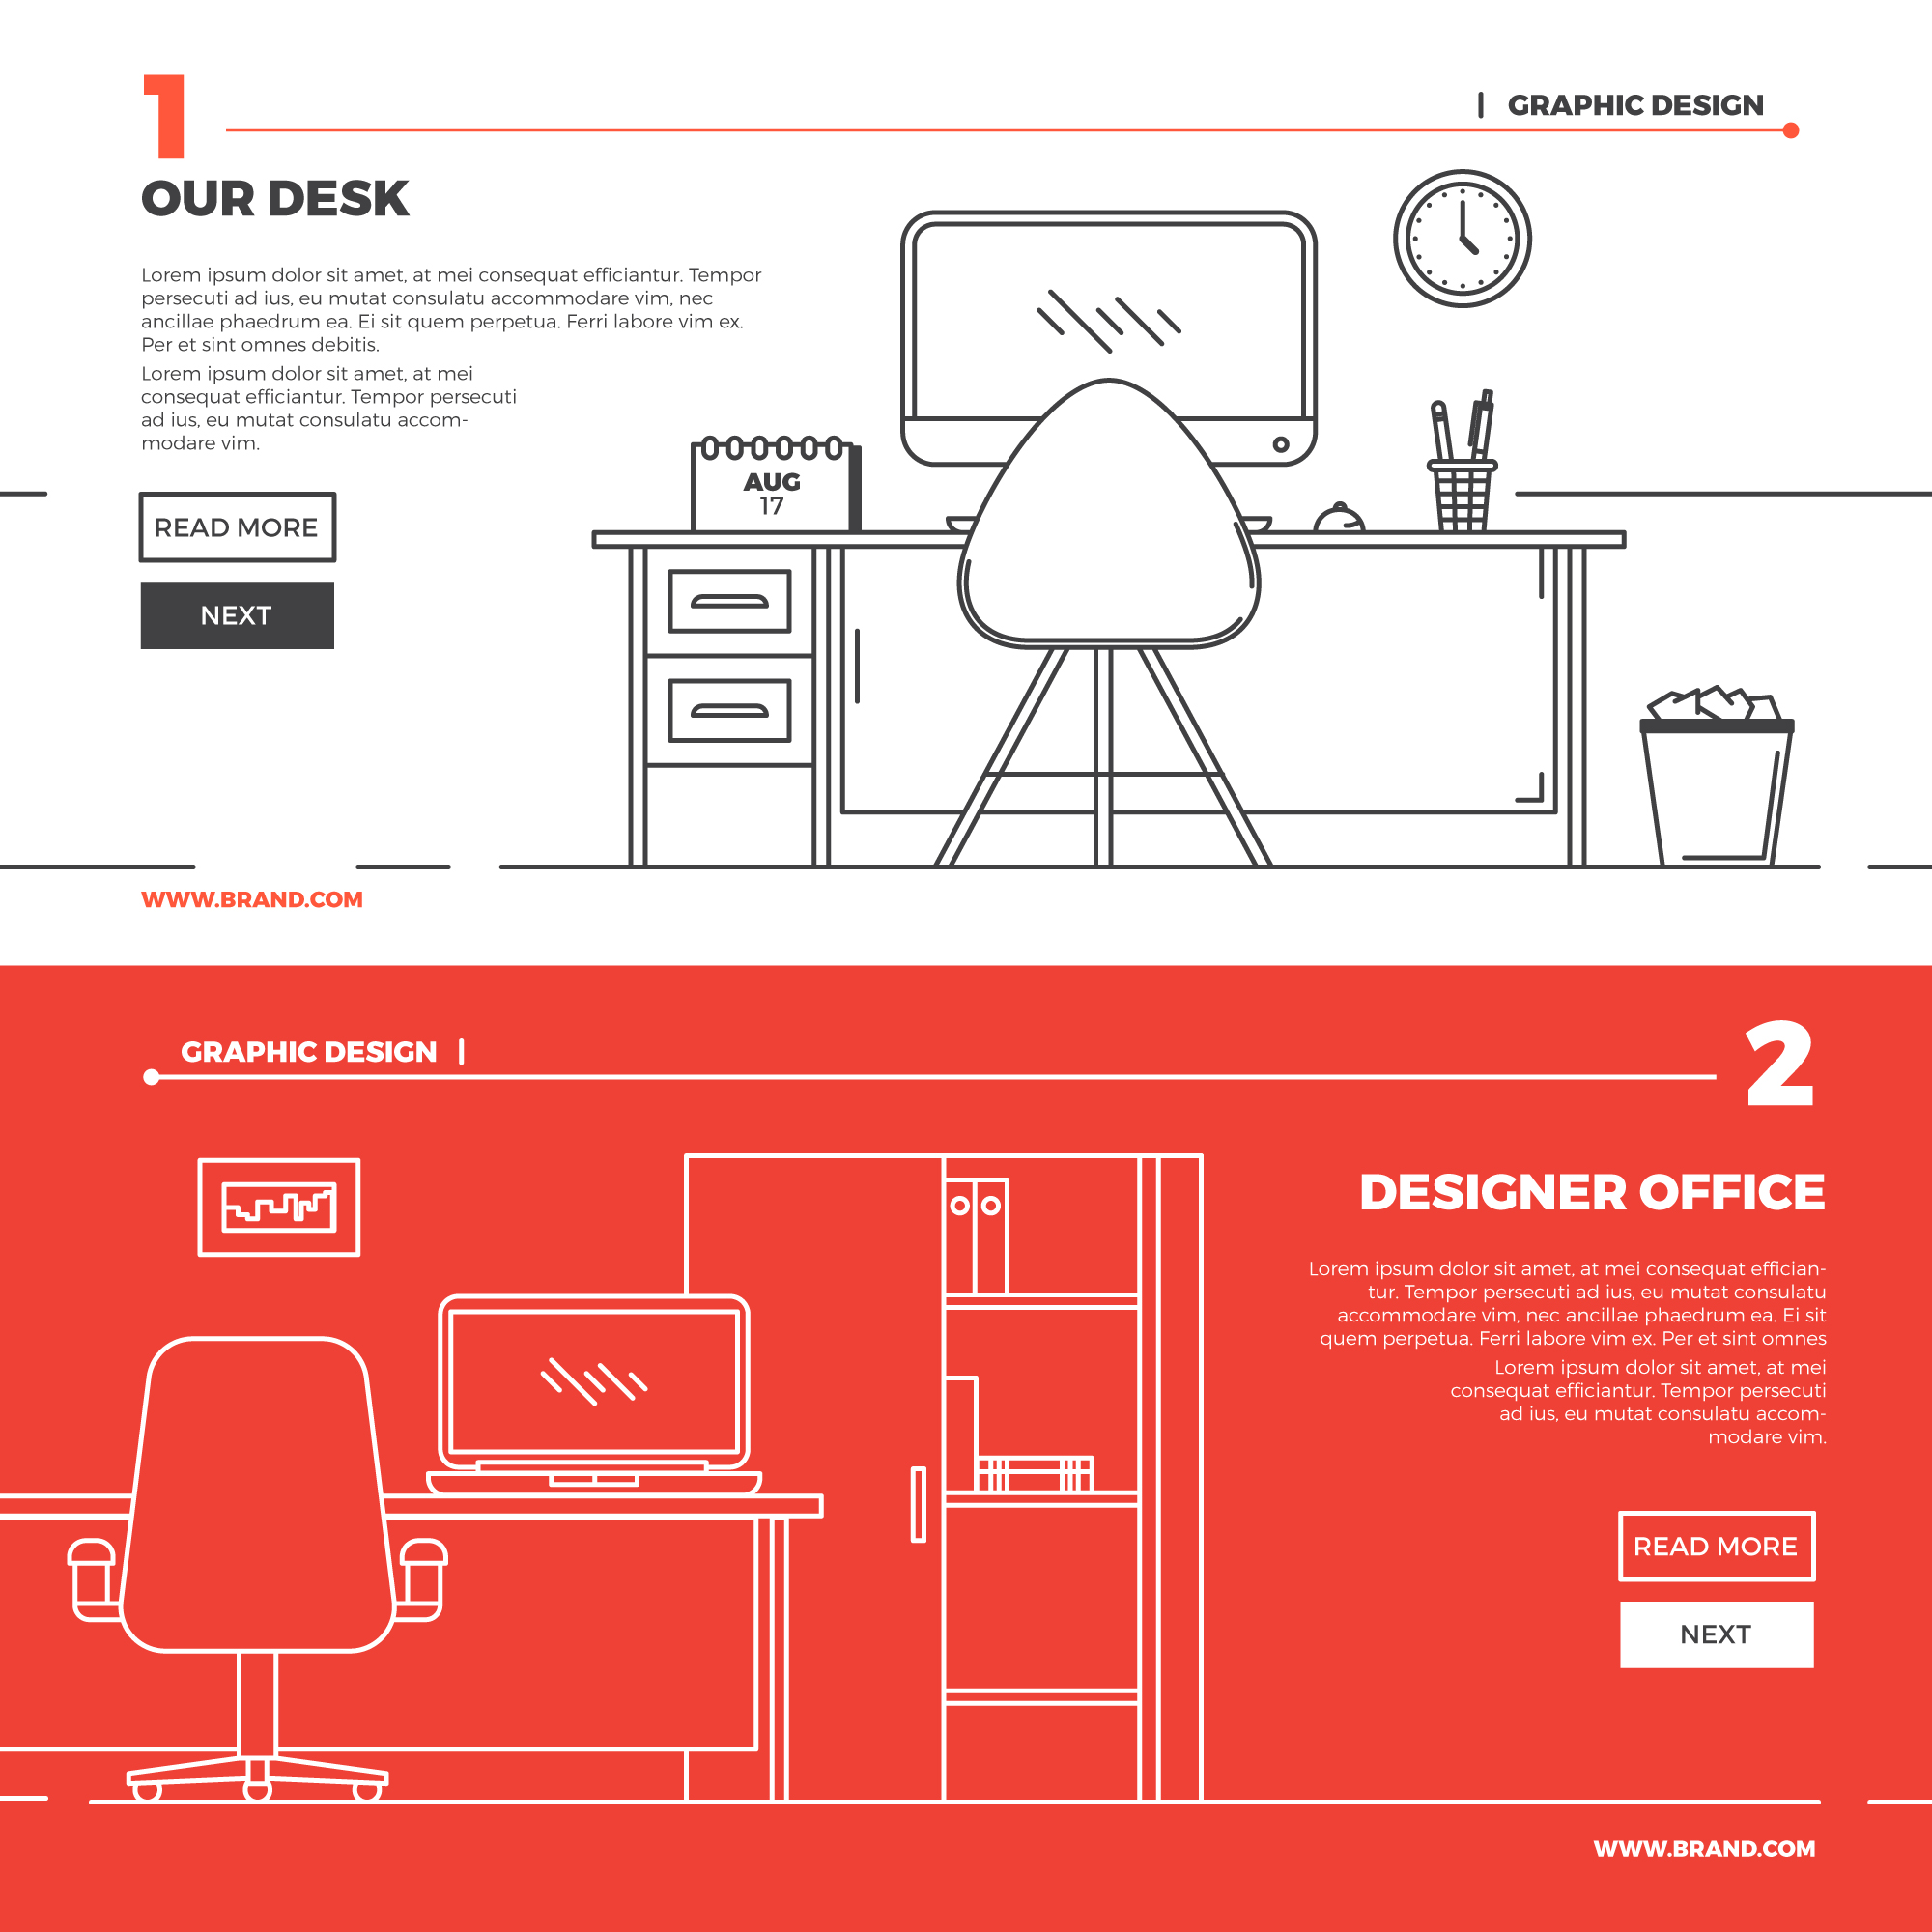 1
GRAPHIC DESIGN
OUR DESK
Lorem ipsum dolor sit amet, at mei consequat efficiantur. Tempor
persecuti ad ius, eu mutat consulatu accommodare vim, nec
ancillae phaedrum ea. Ei sit quem perpetua. Ferri labore vim ex.
Per et sint omnes debitis.
Lorem ipsum dolor sit amet, at mei
consequat efficiantur. Tempor persecuti
ad ius, eu mutat consulatu accom-
modare vim.
AUG
17
READ MORE
NEXT
WWW.BRAND.COM
GRAPHIC DESIGN
2
DESIGNER OFFICE
Lorem ipsum dolor sit amet, at mei consequat effician-
tur. Tempor persecuti ad ius, eu mutat consulatu
accommodare vim, nec ancillae phaedrum ea. Ei sit
quem perpetua. Ferri labore vim ex. Per et sint omnes
Lorem ipsum dolor sit amet, at mei
consequat efficiantur. Tempor persecuti
ad ius, eu mutat consulatu accom-
modare vim.
READ MORE
NEXT
WWW.BRAND.COM